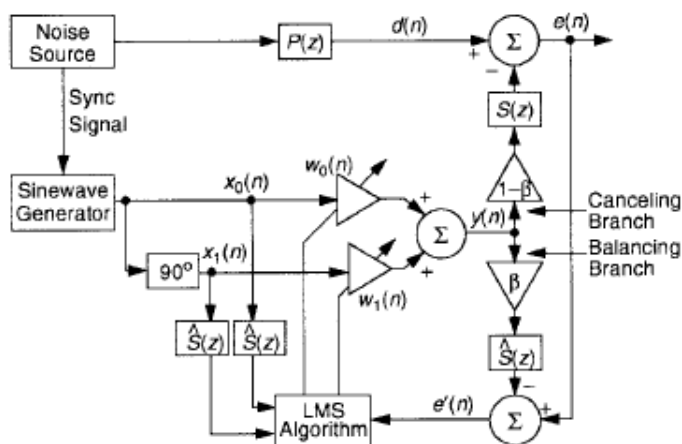 Noise
Source
P(z)
d(n)
+
−
Σ
e(n)
Sync
Signal
S(z)
1−β
Canceling
Branch
Sinewave
Generator
x₀(n)
w₀(n)
+
Σ
y(n)
+
Balancing
Branch
90°
x₁(n)
w₁(n)
β
Ŝ(z)
Ŝ(z)
Ŝ(z)
LMS
Algorithm
e'(n)
−
Σ
+